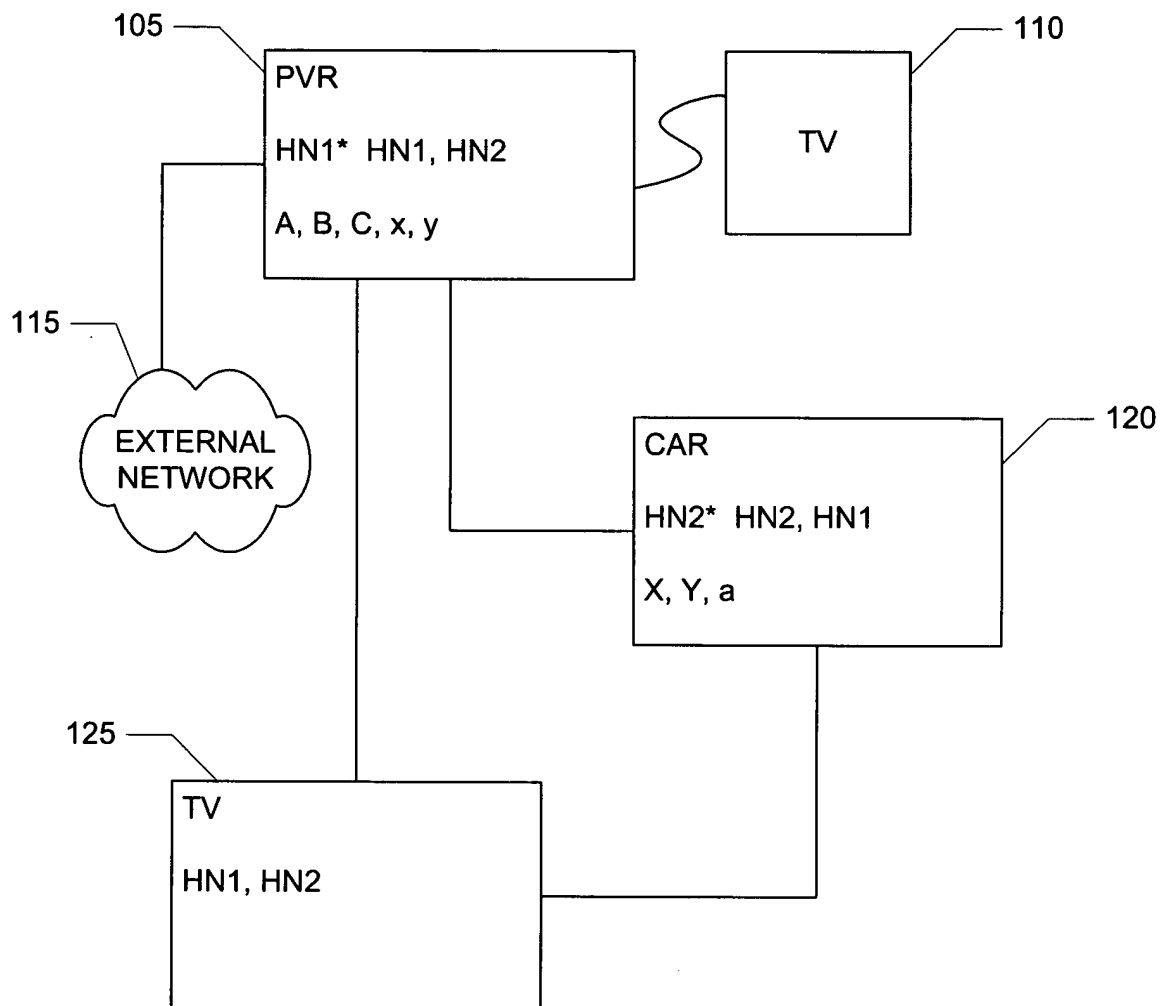 105
110
PVR
HN1* HN1, HN2
A, B, C, x, y
TV
115
EXTERNAL
NETWORK
120
CAR
HN2* HN2, HN1
X, Y, a
125
TV
HN1, HN2